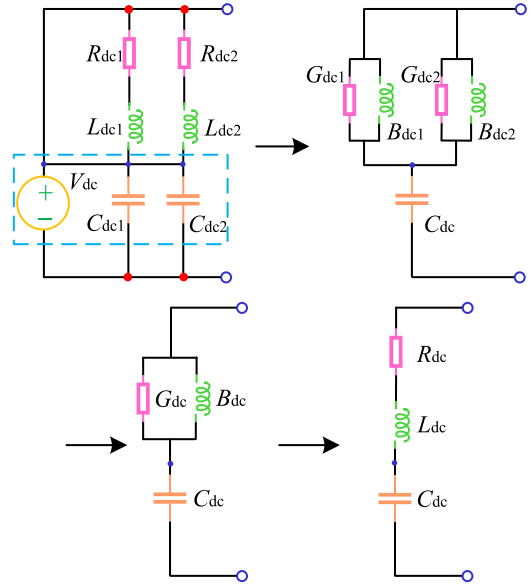 Rdc1 Rdc2
Ldc1 Ldc2
Vdc
+
−
Cdc1 Cdc2
Gdc1 Gdc2
Bdc1 Bdc2
Cdc
Gdc Bdc
Cdc
Rdc
Ldc
Cdc